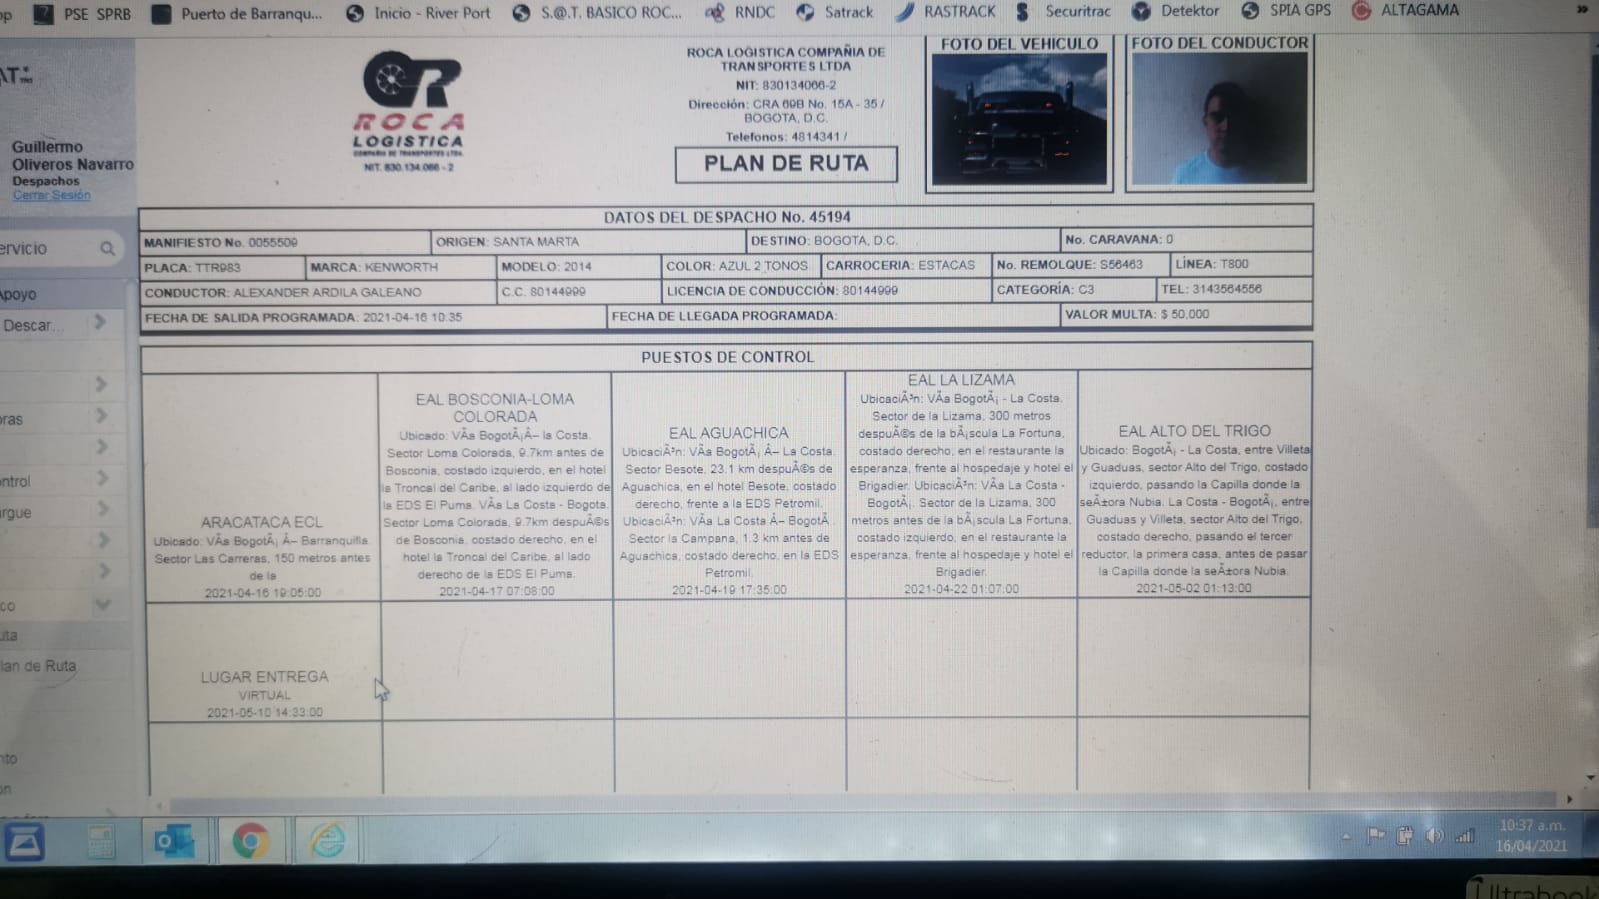 op PSE SPRB Puerto de Barranqu... Inicio - River Port S.@.T. BASICO ROC... RNDC Satrack RASTRACK Securitrac Detektor SPIA GPS ALTAGAMA »
Guillermo
Oliveros Navarro
Despachos
Cerrar Sesión
ervicio
Apoyo
Descar...
oras
ontrol
argue
co
uta
lan de Ruta
nto
on
ROCA
LOGISTICA
COMPAÑIA DE TRANSPORTES LTDA.
NIT. 830.134.066 - 2
ROCA LOGISTICA COMPAÑIA DE
TRANSPORTES LTDA
NIT: 830134066-2
Dirección: CRA 69B No. 15A - 35 /
BOGOTA, D.C.
Telefonos: 4814341 /
PLAN DE RUTA
FOTO DEL VEHICULO
FOTO DEL CONDUCTOR
DATOS DEL DESPACHO No. 45194
MANIFIESTO No. 0055509 ORIGEN: SANTA MARTA DESTINO: BOGOTA, D.C. No. CARAVANA: 0
PLACA: TTR983 MARCA: KENWORTH MODELO: 2014 COLOR: AZUL 2 TONOS CARROCERIA: ESTACAS No. REMOLQUE: S56463 LÍNEA: T800
CONDUCTOR: ALEXANDER ARDILA GALEANO C.C. 80144999 LICENCIA DE CONDUCCIÓN: 80144999 CATEGORÍA: C3 TEL: 3143564556
FECHA DE SALIDA PROGRAMADA: 2021-04-16 10:35 FECHA DE LLEGADA PROGRAMADA: VALOR MULTA: $ 50,000
PUESTOS DE CONTROL
ARACATACA ECL
Ubicado: VÃa BogotÃ¡ Â– Barranquilla.
Sector Las Carreras, 150 metros antes
de la
2021-04-16 19:05:00
EAL BOSCONIA-LOMA
COLORADA
Ubicado: VÃa BogotÃ¡Â– la Costa.
Sector Loma Colorada, 9.7km antes de
Bosconia, costado izquierdo, en el hotel
la Troncal del Caribe, al lado izquierdo de
la EDS El Puma. VÃa La Costa - Bogota.
Sector Loma Colorada, 9.7km despuÃ©s
de Bosconia, costado derecho, en el
hotel la Troncal del Caribe, al lado
derecho de la EDS El Puma.
2021-04-17 07:08:00
EAL AGUACHICA
UbicaciÃ³n: VÃa BogotÃ¡ Â– La Costa.
Sector Besote, 23.1 km despuÃ©s de
Aguachica, en el hotel Besote, costado
derecho, frente a la EDS Petromil.
UbicaciÃ³n: VÃa La Costa Â– BogotÃ .
Sector la Campana, 1.3 km antes de
Aguachica, costado derecho, en la EDS
Petromil.
2021-04-19 17:35:00
EAL LA LIZAMA
UbicaciÃ³n: VÃa BogotÃ¡ - La Costa.
Sector de la Lizama, 300 metros
despuÃ©s de la bÃ¡scula La Fortuna,
costado derecho, en el restaurante la
esperanza, frente al hospedaje y hotel el
Brigadier. UbicaciÃ³n: VÃa La Costa -
BogotÃ¡, Sector de la Lizama, 300
metros antes de la bÃ¡scula La Fortuna,
costado izquierdo, en el restaurante la
esperanza, frente al hospedaje y hotel el
Brigadier.
2021-04-22 01:07:00
EAL ALTO DEL TRIGO
Ubicado: BogotÃ¡ - La Costa, entre Villeta
y Guaduas, sector Alto del Trigo, costado
izquierdo, pasando la Capilla donde la
seÃ±ora Nubia. La Costa - BogotÃ¡, entre
Guaduas y Villeta, sector Alto del Trigo,
costado derecho, pasando el tercer
reductor, la primera casa, antes de pasar
la Capilla donde la seÃ±ora Nubia.
2021-05-02 01:13:00
LUGAR ENTREGA
VIRTUAL
2021-05-10 14:33:00
10:37 a.m.
16/04/2021
Ultrabook